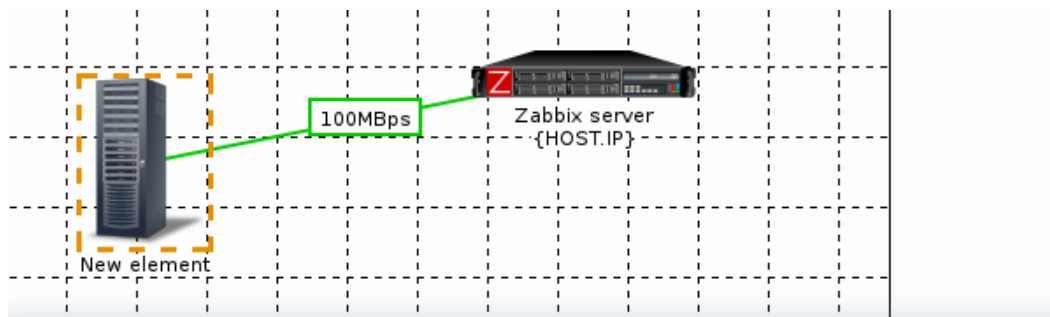 Z
100MBps
Zabbix server
{HOST.IP}
New element